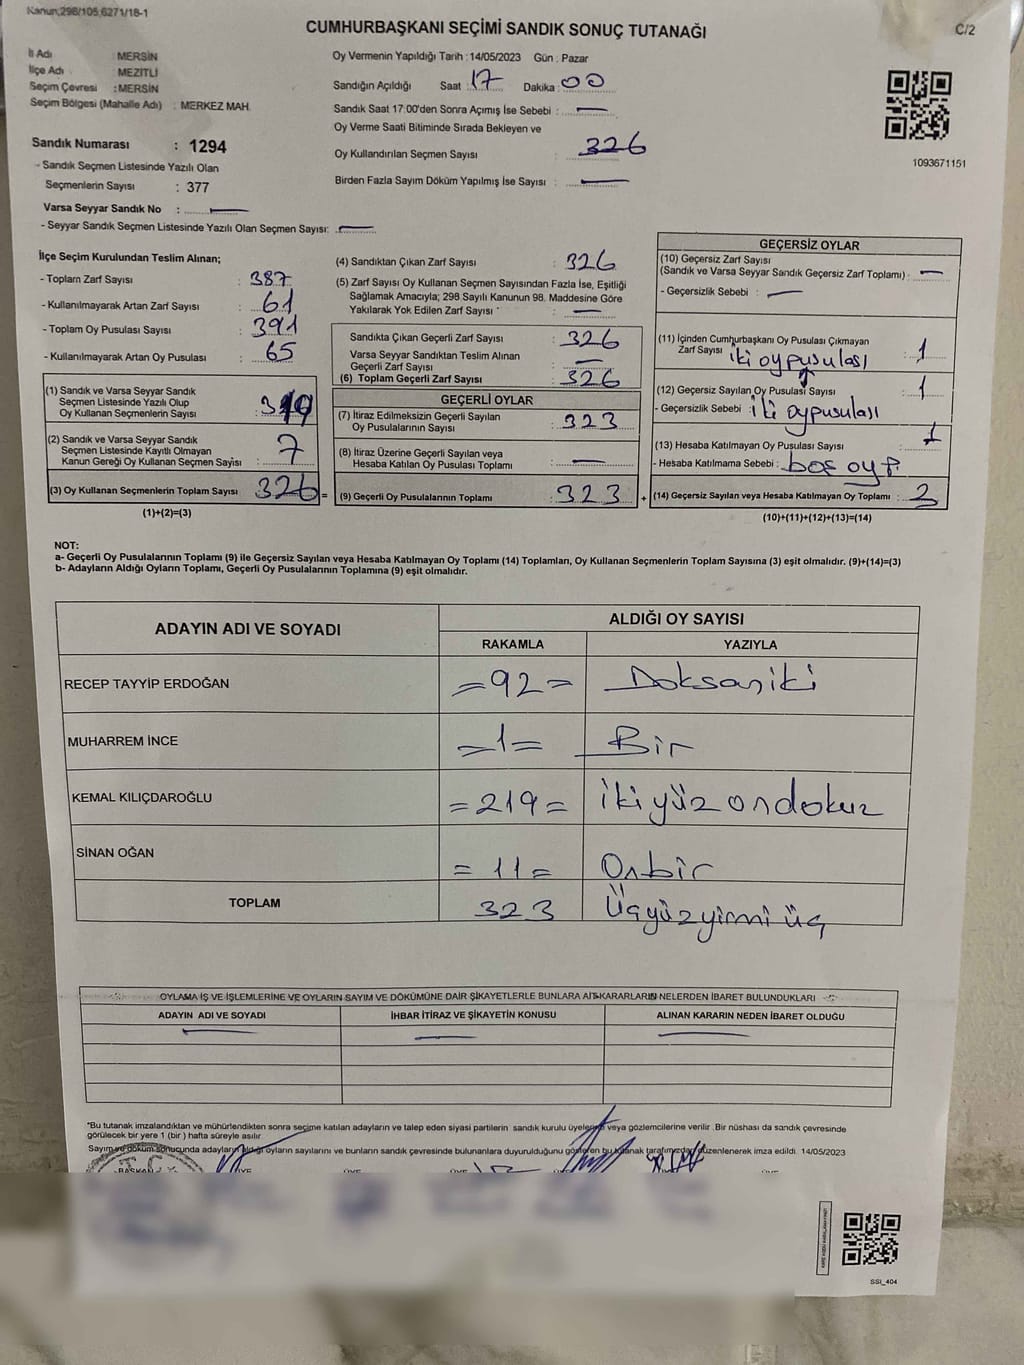 Kanun;298/105,6271/18-1
CUMHURBAŞKANI SEÇİMİ SANDIK SONUÇ TUTANAĞI
C/2
İl Adı : MERSİN
İlçe Adı : MEZİTLİ
Seçim Çevresi : MERSİN
Seçim Bölgesi (Mahalle Adı) : MERKEZ MAH.
Oy Vermenin Yapıldığı Tarih : 14/05/2023 Gün : Pazar
Sandığın Açıldığı Saat : 17 Dakika : 00
Sandık Saat 17:00'den Sonra Açımış İse Sebebi : —
Oy Verme Saati Bitiminde Sırada Bekleyen ve
Oy Kullandırılan Seçmen Sayısı : 326
Birden Fazla Sayım Döküm Yapılmış İse Sayısı : —
1093671151
Sandık Numarası : 1294
- Sandık Seçmen Listesinde Yazılı Olan
Seçmenlerin Sayısı : 377
Varsa Seyyar Sandık No : —
- Seyyar Sandık Seçmen Listesinde Yazılı Olan Seçmen Sayısı: —
İlçe Seçim Kurulundan Teslim Alınan;
- Toplam Zarf Sayısı : 387
- Kullanılmayarak Artan Zarf Sayısı : 61
- Toplam Oy Pusulası Sayısı : 391
- Kullanılmayarak Artan Oy Pusulası : 65
(1) Sandık ve Varsa Seyyar Sandık
Seçmen Listesinde Yazılı Olup
Oy Kullanan Seçmenlerin Sayısı : 319
(2) Sandık ve Varsa Seyyar Sandık
Seçmen Listesinde Kayıtlı Olmayan
Kanun Gereği Oy Kullanan Seçmen Sayısı : 7
(3) Oy Kullanan Seçmenlerin Toplam Sayısı : 326 =
(1)+(2)=(3)
(4) Sandıktan Çıkan Zarf Sayısı : 326
(5) Zarf Sayısı Oy Kullanan Seçmen Sayısından Fazla İse, Eşitliği
Sağlamak Amacıyla; 298 Sayılı Kanunun 98. Maddesine Göre
Yakılarak Yok Edilen Zarf Sayısı : —
Sandıkta Çıkan Geçerli Zarf Sayısı : 326
Varsa Seyyar Sandıktan Teslim Alınan
Geçerli Zarf Sayısı : —
(6) Toplam Geçerli Zarf Sayısı : 326
GEÇERLİ OYLAR
(7) İtiraz Edilmeksizin Geçerli Sayılan
Oy Pusulalarının Sayısı : 323
(8) İtiraz Üzerine Geçerli Sayılan veya
Hesaba Katılan Oy Pusulası Toplamı : —
(9) Geçerli Oy Pusulalarının Toplamı : 323 +
GEÇERSİZ OYLAR
(10) Geçersiz Zarf Sayısı
(Sandık ve Varsa Seyyar Sandık Geçersiz Zarf Toplamı) : —
- Geçersizlik Sebebi : —
(11) İçinden Cumhurbaşkanı Oy Pusulası Çıkmayan
Zarf Sayısı iki oypusulası : 1
(12) Geçersiz Sayılan Oy Pusulası Sayısı : 1
- Geçersizlik Sebebi : iki oypusulası
(13) Hesaba Katılmayan Oy Pusulası Sayısı : 1
- Hesaba Katılmama Sebebi : boş oy p.
(14) Geçersiz Sayılan veya Hesaba Katılmayan Oy Toplamı : 3
(10)+(11)+(12)+(13)=(14)
NOT:
a- Geçerli Oy Pusulalarının Toplamı (9) ile Geçersiz Sayılan veya Hesaba Katılmayan Oy Toplamı (14) Toplamları, Oy Kullanan Seçmenlerin Toplam Sayısına (3) eşit olmalıdır. (9)+(14)=(3)
b- Adayların Aldığı Oyların Toplamı, Geçerli Oy Pusulalarının Toplamına (9) eşit olmalıdır.
ADAYIN ADI VE SOYADI ALDIĞI OY SAYISI
RAKAMLA YAZIYLA
RECEP TAYYİP ERDOĞAN =92= Doksaniki
MUHARREM İNCE =1= Bir
KEMAL KILIÇDAROĞLU =219= İkiyüz ondokuz
SİNAN OĞAN =11= Onbir
TOPLAM 323 Üçyüzyirmi üç
OYLAMA İŞ VE İŞLEMLERİNE VE OYLARIN SAYIM VE DÖKÜMÜNE DAİR ŞİKAYETLERLE BUNLARA AİT KARARLARIN NELERDEN İBARET BULUNDUKLARI
ADAYIN ADI VE SOYADI İHBAR İTİRAZ VE ŞİKAYETİN KONUSU ALINAN KARARIN NEDEN İBARET OLDUĞU
— — —
"Bu tutanak imzalandıktan ve mühürlendikten sonra seçime katılan adayların ve talep eden siyasi partilerin sandık kurulu üyelerine veya gözlemcilerine verilir. Bir nüshası da sandık çevresinde
görülecek bir yere 1 (bir) hafta süreyle asılır.
Sayım ve döküm sonucunda adayların aldığı oyların sayılarını ve bunların sandık çevresinde bulunanlara duyurulduğunu gösteren bu tutanak tarafımızdan düzenlenerek imza edildi. 14/05/2023
T.C.
BAŞKAN ÜYE ÜYE ÜYE
SSI_404